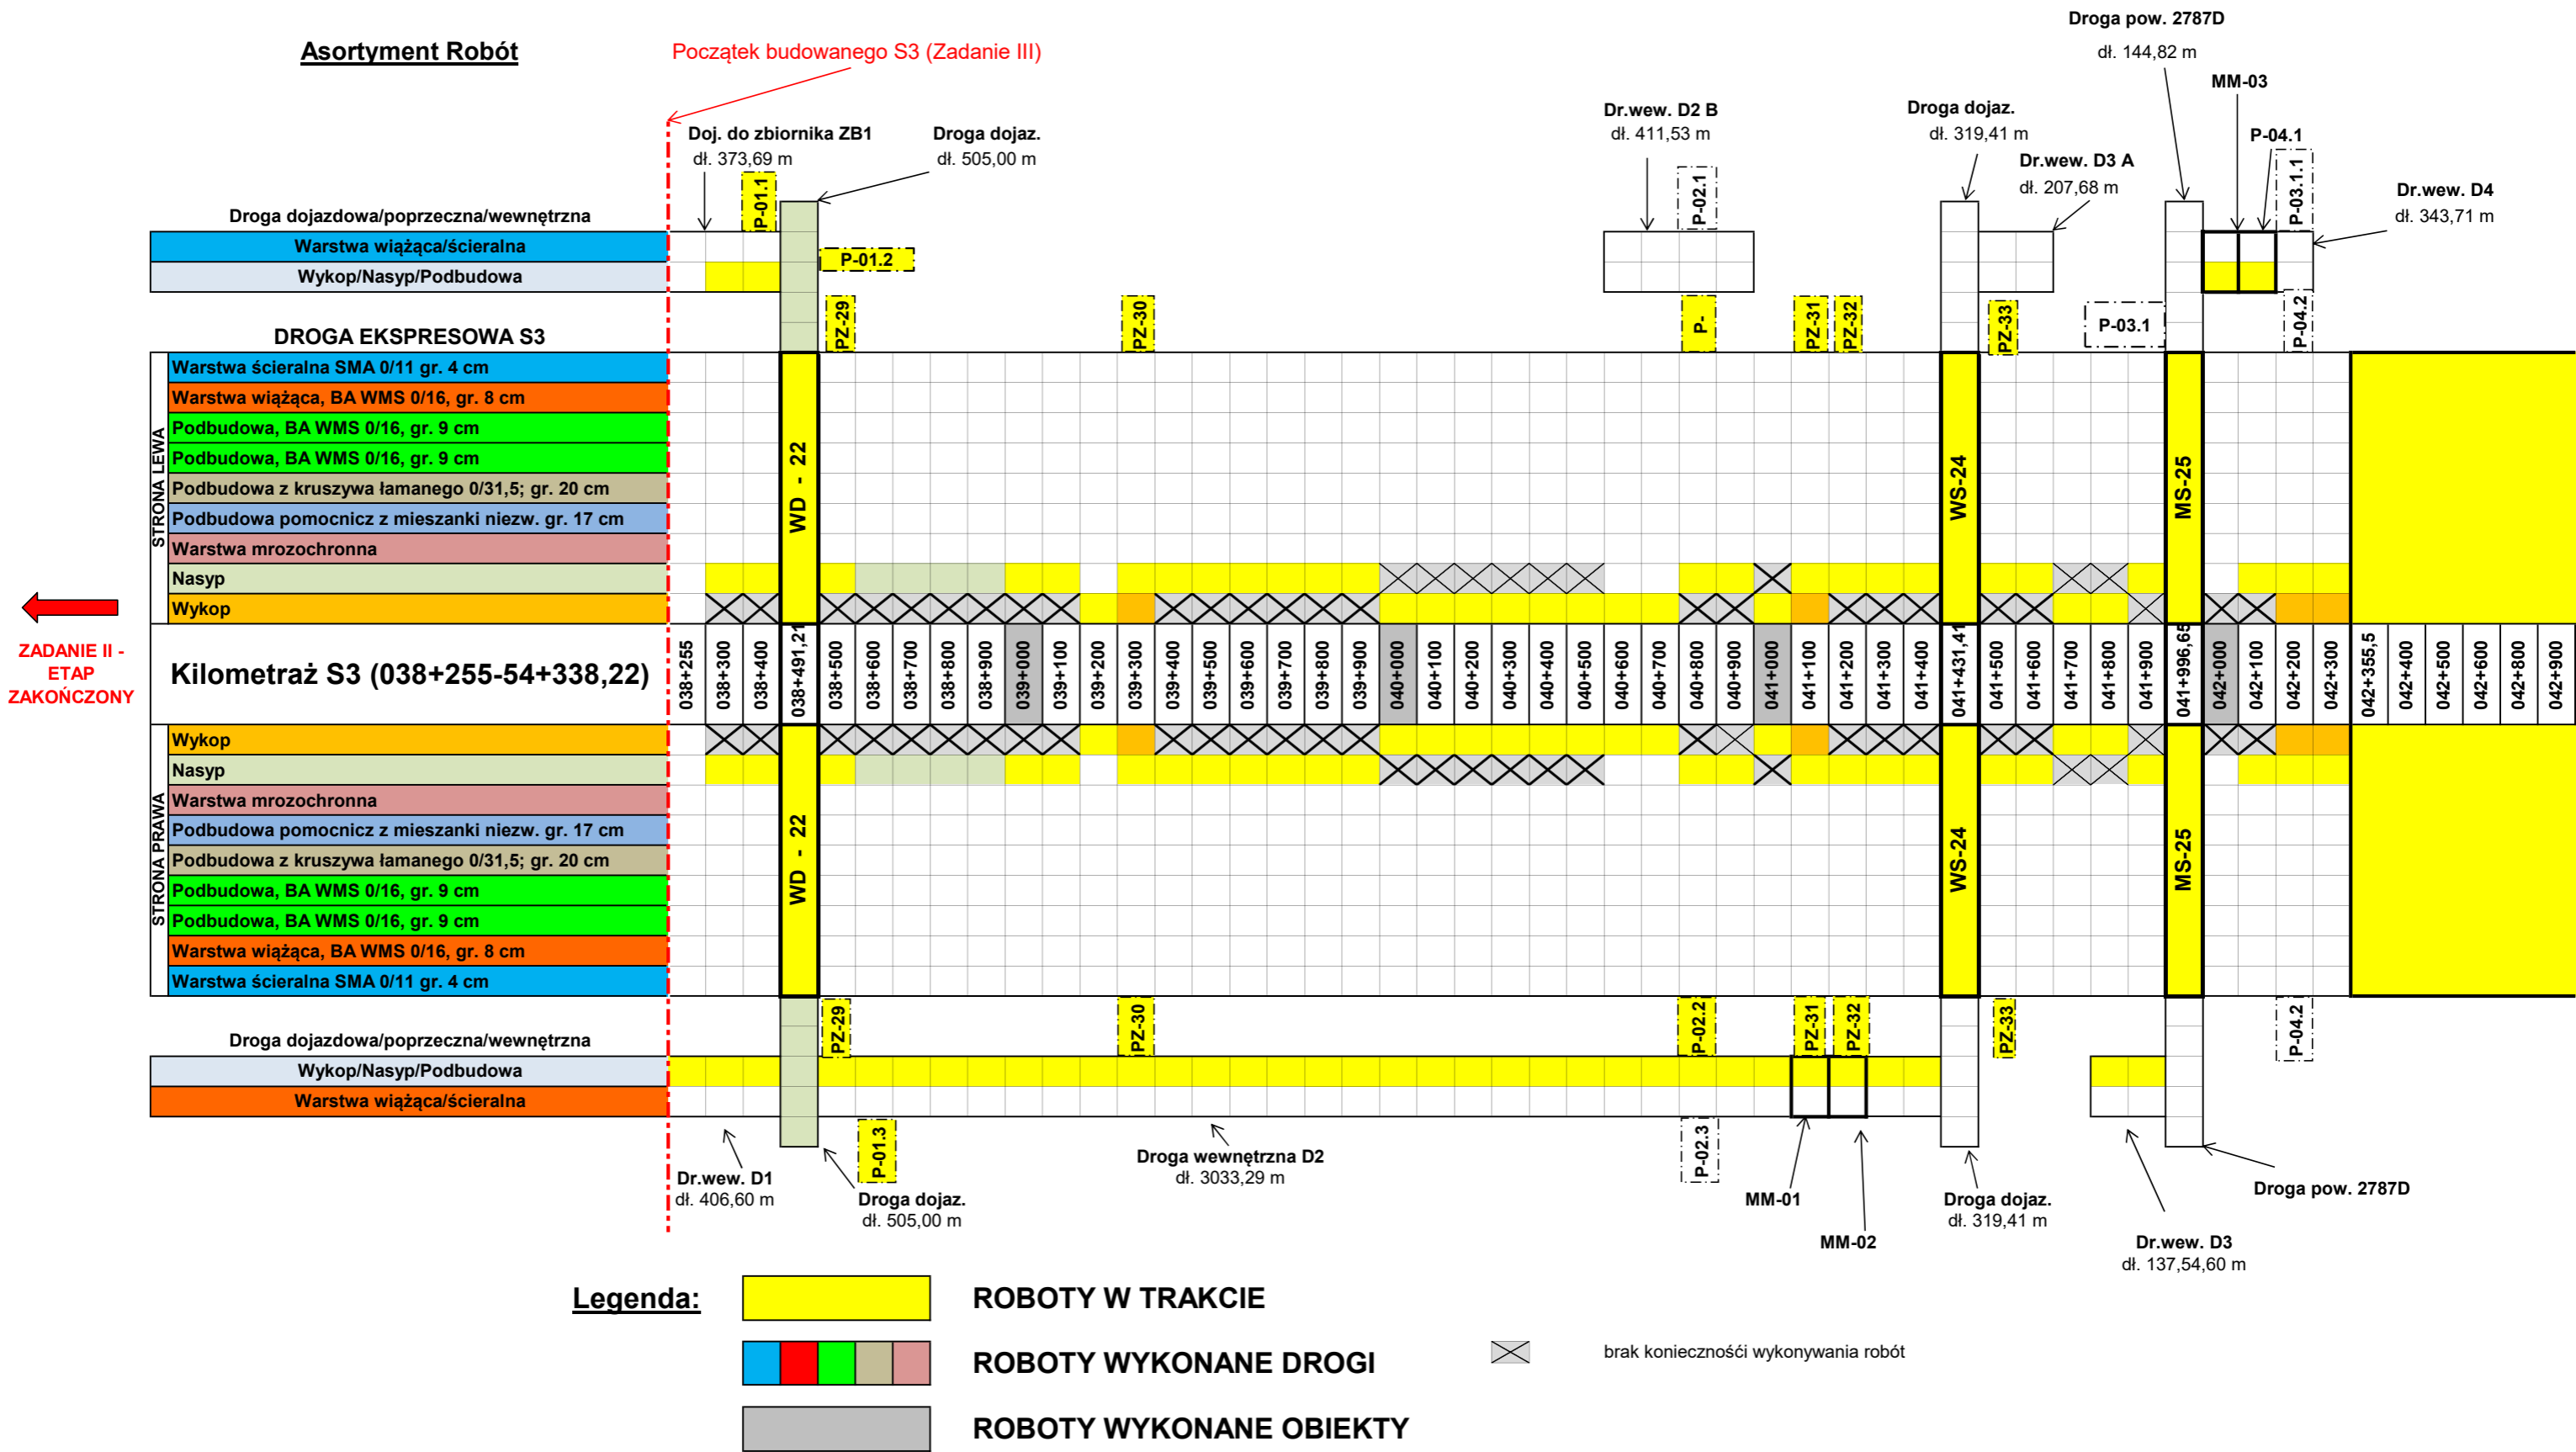 Asortyment Robót
Początek budowanego S3 (Zadanie III)
Droga pow. 2787D
dł. 144,82 m
MM-03
P-04.1
Doj. do zbiornika ZB1
dł. 373,69 m
Droga dojaz.
dł. 505,00 m
Dr.wew. D2 B
dł. 411,53 m
Droga dojaz.
dł. 319,41 m
Dr.wew. D3 A
dł. 207,68 m
Dr.wew. D4
dł. 343,71 m
P-01.1
P-02.1
P-03.1.1
Droga dojazdowa/poprzeczna/wewnętrzna
Warstwa wiążąca/ścieralna
Wykop/Nasyp/Podbudowa
P-01.2
PZ-29
PZ-30
P-
PZ-31
PZ-32
PZ-33
P-03.1
P-04.2
DROGA EKSPRESOWA S3
STRONA LEWA
Warstwa ścieralna SMA 0/11 gr. 4 cm
Warstwa wiążąca, BA WMS 0/16, gr. 8 cm
Podbudowa, BA WMS 0/16, gr. 9 cm
Podbudowa, BA WMS 0/16, gr. 9 cm
Podbudowa z kruszywa łamanego 0/31,5; gr. 20 cm
Podbudowa pomocnicz z mieszanki niezw. gr. 17 cm
Warstwa mrozochronna
Nasyp
Wykop
WD - 22
WS-24
MS-25
ZADANIE II -
ETAP
ZAKOŃCZONY
Kilometraż S3 (038+255-54+338,22)
038+255
038+300
038+400
038+491,21
038+500
038+600
038+700
038+800
038+900
039+000
039+100
039+200
039+300
039+400
039+500
039+600
039+700
039+800
039+900
040+000
040+100
040+200
040+300
040+400
040+500
040+600
040+700
040+800
040+900
041+000
041+100
041+200
041+300
041+400
041+431,41
041+500
041+600
041+700
041+800
041+900
041+996,65
042+000
042+100
042+200
042+300
042+355,5
042+400
042+500
042+600
042+800
042+900
STRONA PRAWA
Wykop
Nasyp
Warstwa mrozochronna
Podbudowa pomocnicz z mieszanki niezw. gr. 17 cm
Podbudowa z kruszywa łamanego 0/31,5; gr. 20 cm
Podbudowa, BA WMS 0/16, gr. 9 cm
Podbudowa, BA WMS 0/16, gr. 9 cm
Warstwa wiążąca, BA WMS 0/16, gr. 8 cm
Warstwa ścieralna SMA 0/11 gr. 4 cm
WD - 22
WS-24
MS-25
PZ-29
PZ-30
P-02.2
PZ-31
PZ-32
PZ-33
P-04.2
Droga dojazdowa/poprzeczna/wewnętrzna
Wykop/Nasyp/Podbudowa
Warstwa wiążąca/ścieralna
P-01.3
P-02.3
Dr.wew. D1
dł. 406,60 m
Droga dojaz.
dł. 505,00 m
Droga wewnętrzna D2
dł. 3033,29 m
MM-01
MM-02
Droga dojaz.
dł. 319,41 m
Droga pow. 2787D
Dr.wew. D3
dł. 137,54,60 m
Legenda:
ROBOTY W TRAKCIE
ROBOTY WYKONANE DROGI
brak koniecznośći wykonywania robót
ROBOTY WYKONANE OBIEKTY